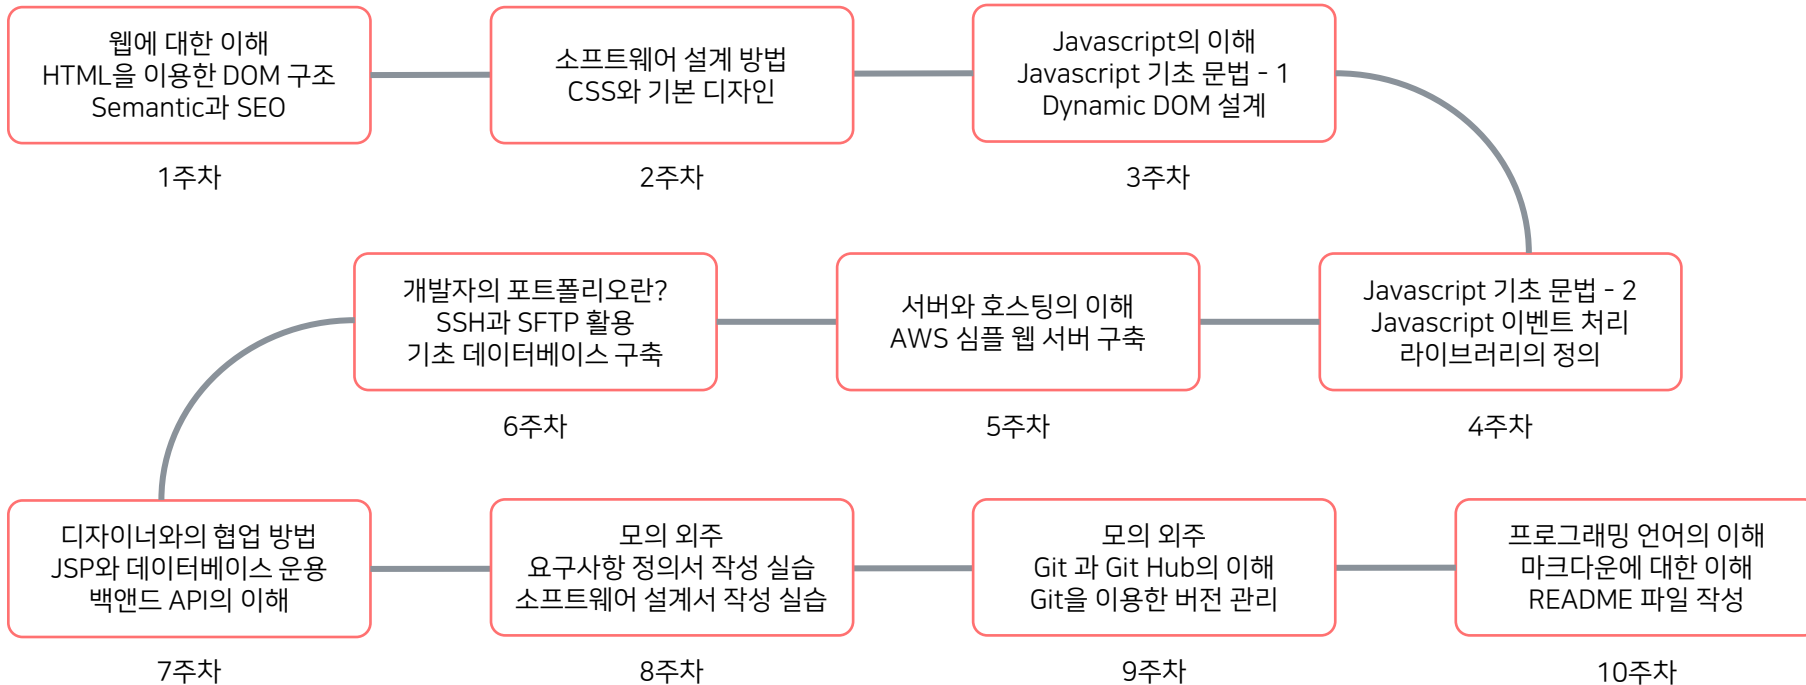 웹에 대한 이해
HTML을 이용한 DOM 구조
Semantic과 SEO
1주차
소프트웨어 설계 방법
CSS와 기본 디자인
2주차
Javascript의 이해
Javascript 기초 문법 - 1
Dynamic DOM 설계
3주차
Javascript 기초 문법 - 2
Javascript 이벤트 처리
라이브러리의 정의
4주차
서버와 호스팅의 이해
AWS 심플 웹 서버 구축
5주차
개발자의 포트폴리오란?
SSH과 SFTP 활용
기초 데이터베이스 구축
6주차
디자이너와의 협업 방법
JSP와 데이터베이스 운용
백앤드 API의 이해
7주차
모의 외주
요구사항 정의서 작성 실습
소프트웨어 설계서 작성 실습
8주차
모의 외주
Git 과 Git Hub의 이해
Git을 이용한 버전 관리
9주차
프로그래밍 언어의 이해
마크다운에 대한 이해
README 파일 작성
10주차